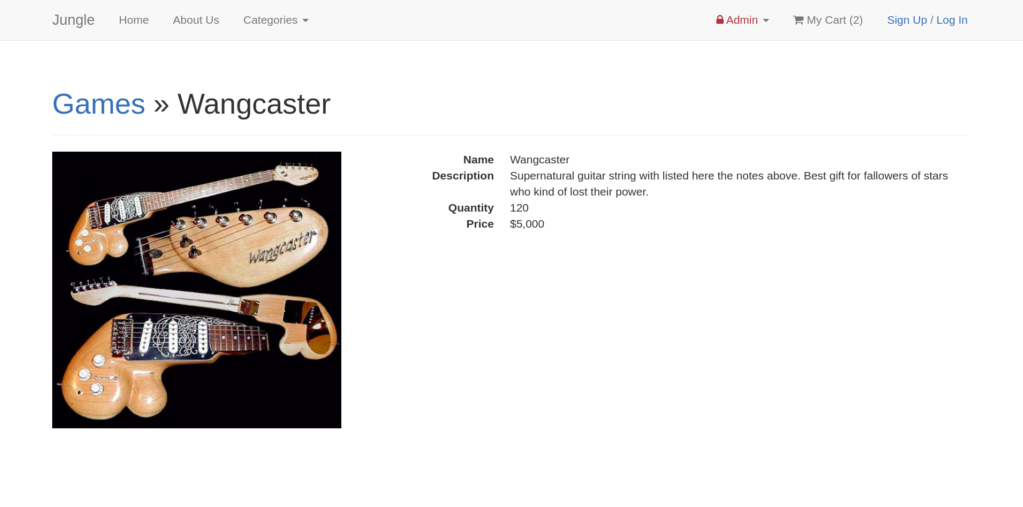 Jungle Home About Us Categories Admin My Cart (2) Sign Up / Log In
Games » Wangcaster
Wangcaster
Name Wangcaster
Description Supernatural guitar string with listed here the notes above. Best gift for fallowers of stars
who kind of lost their power.
Quantity 120
Price $5,000